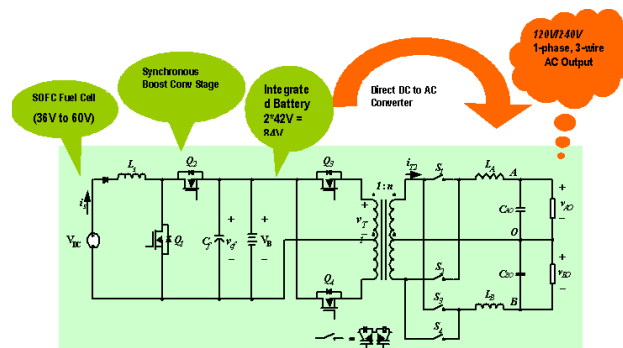 120V/240V
1-phase, 3-wire
AC Output
Synchronous
Boost Conv Stage
Integrate
d Battery
2*42V =
84V
Direct DC to AC
Converter
SOFC Fuel Cell
(36V to 60V)
L1 Q2 Q3 1:n iT2 S1 LA A
is + vT - + vAO -
Q1 Cf + vcf - + VB - CAO
VDC O
S2
Q4 S3 LB B CBO + vBO -
S4